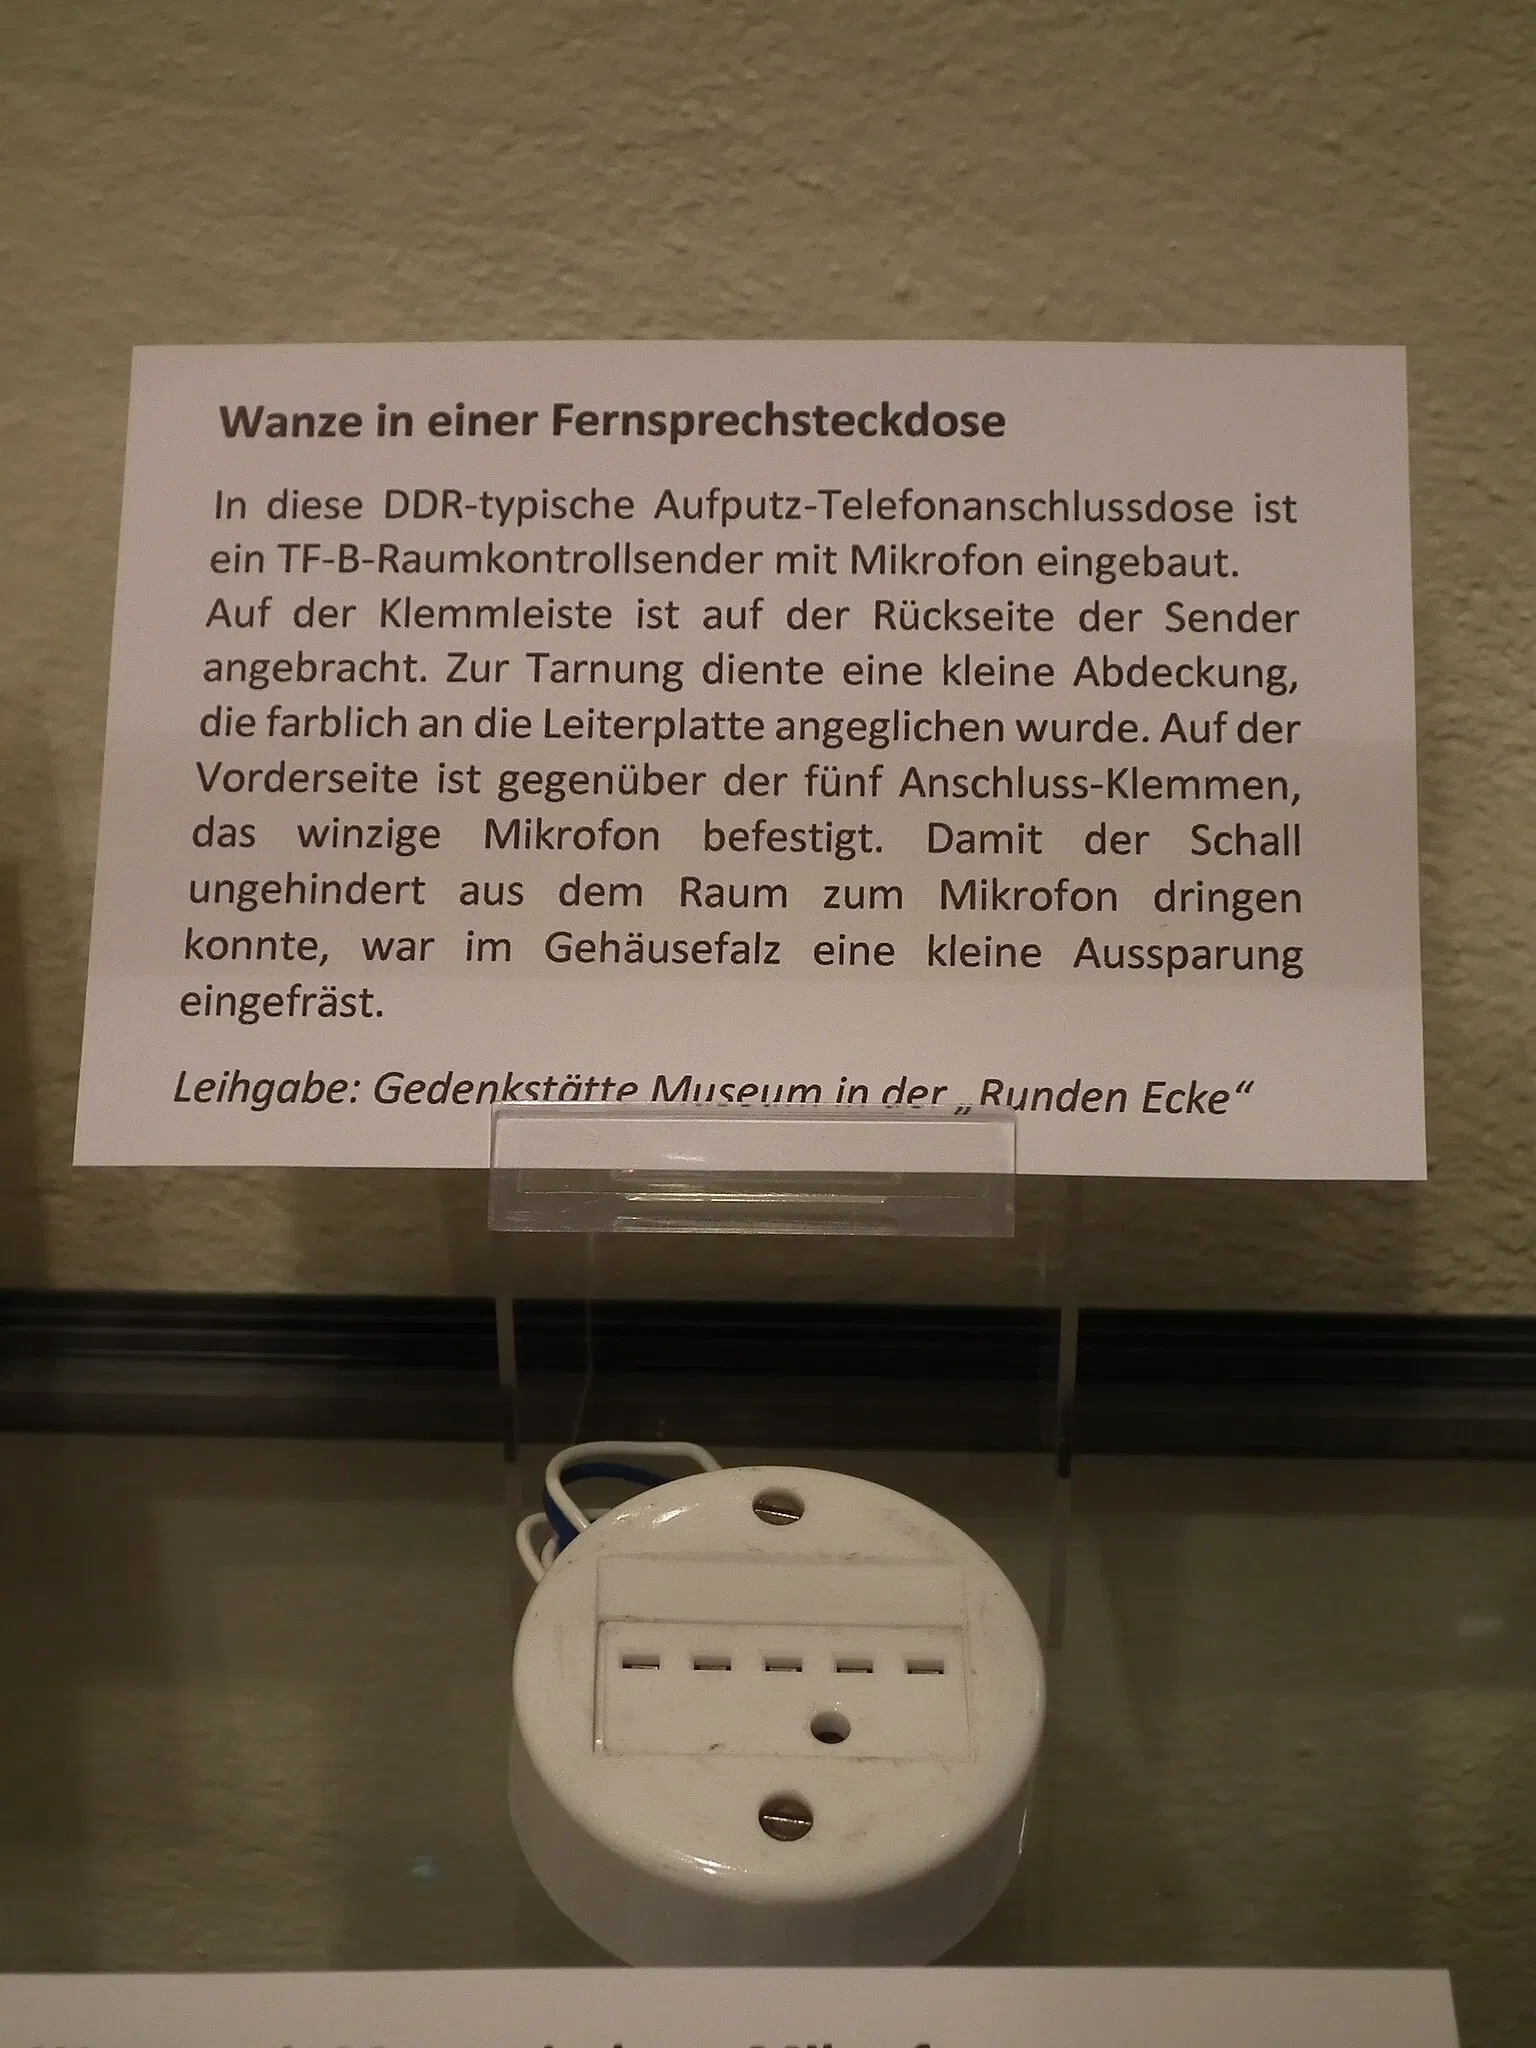 Wanze in einer Fernsprechsteckdose
In diese DDR-typische Aufputz-Telefonanschlussdose ist
ein TF-B-Raumkontrollsender mit Mikrofon eingebaut.
Auf der Klemmleiste ist auf der Rückseite der Sender
angebracht. Zur Tarnung diente eine kleine Abdeckung,
die farblich an die Leiterplatte angeglichen wurde. Auf der
Vorderseite ist gegenüber der fünf Anschluss-Klemmen,
das winzige Mikrofon befestigt. Damit der Schall
ungehindert aus dem Raum zum Mikrofon dringen
konnte, war im Gehäusefalz eine kleine Aussparung
eingefräst.
Leihgabe: Gedenkstätte Museum in der „Runden Ecke“